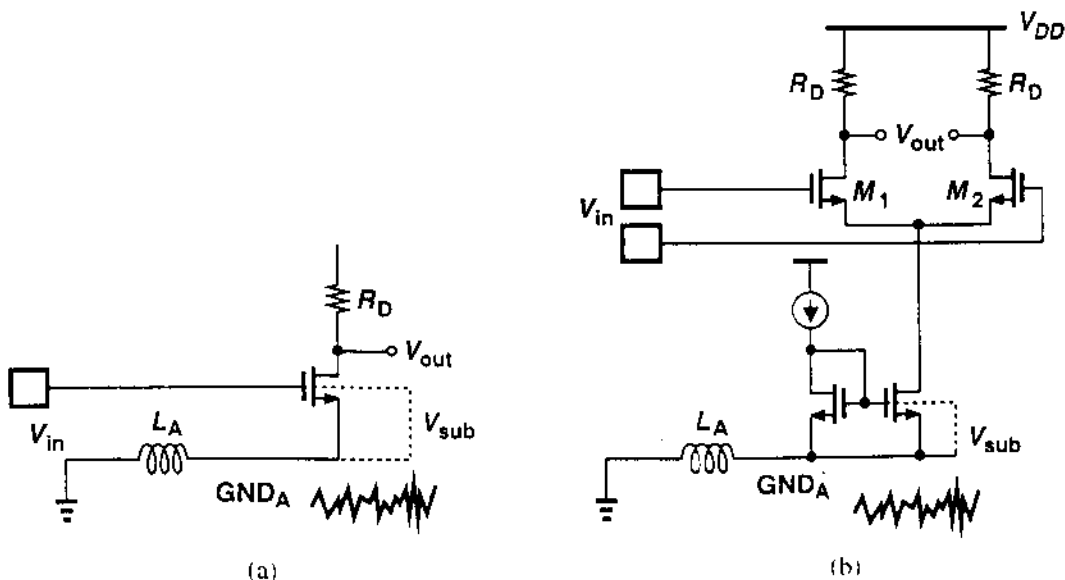 V_DD
R_D
R_D
V_out
M_1
M_2
V_in
R_D
V_out
V_in
L_A
V_sub
GND_A
L_A
V_sub
GND_A
(a)
(b)